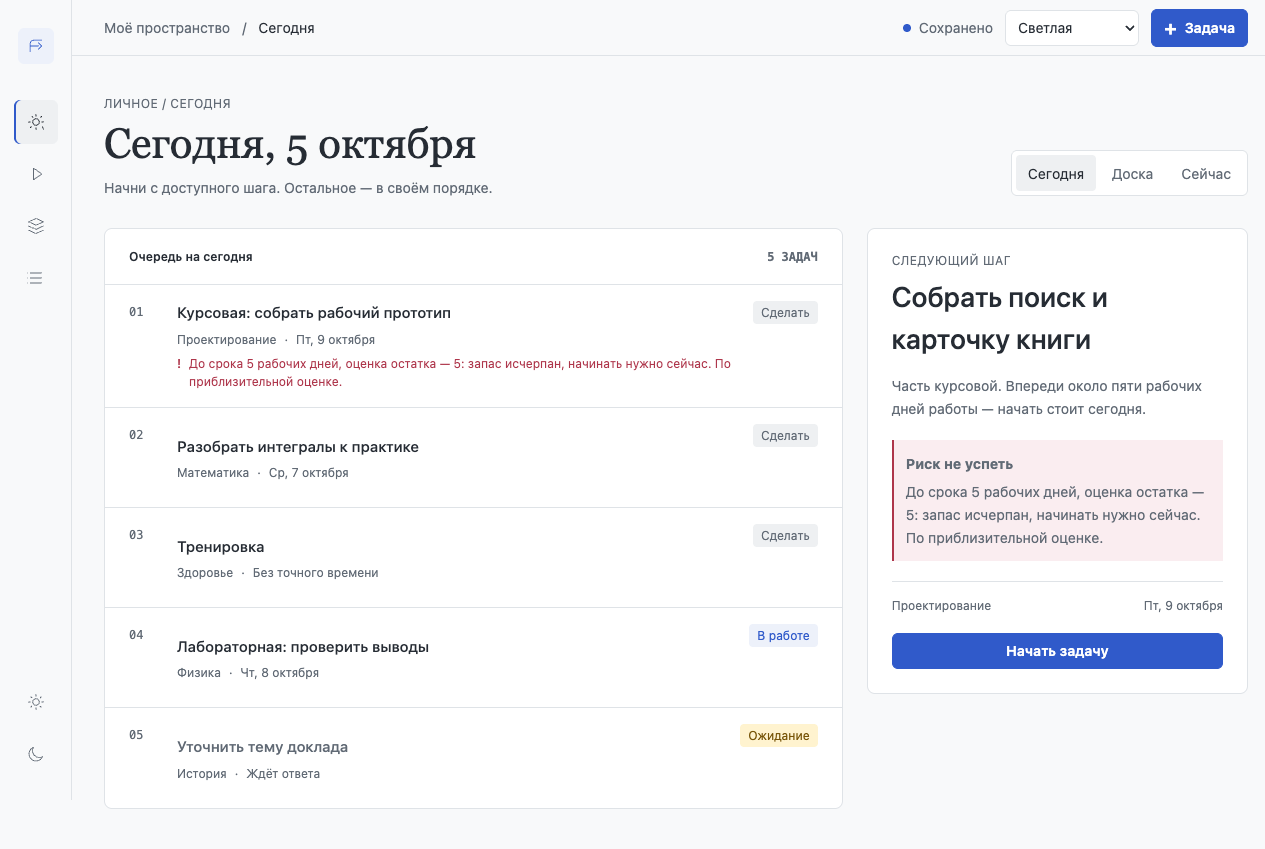 Моё пространство / Сегодня
Сохранено
Светлая
+ Задача
ЛИЧНОЕ / СЕГОДНЯ
Сегодня, 5 октября
Начни с доступного шага. Остальное — в своём порядке.
Сегодня Доска Сейчас
Очередь на сегодня
5 ЗАДАЧ
01
Курсовая: собрать рабочий прототип
Сделать
Проектирование · Пт, 9 октября
! До срока 5 рабочих дней, оценка остатка — 5: запас исчерпан, начинать нужно сейчас. По
приблизительной оценке.
02
Разобрать интегралы к практике
Сделать
Математика · Ср, 7 октября
03
Тренировка
Сделать
Здоровье · Без точного времени
04
Лабораторная: проверить выводы
В работе
Физика · Чт, 8 октября
05
Уточнить тему доклада
Ожидание
История · Ждёт ответа
СЛЕДУЮЩИЙ ШАГ
Собрать поиск и
карточку книги
Часть курсовой. Впереди около пяти рабочих
дней работы — начать стоит сегодня.
Риск не успеть
До срока 5 рабочих дней, оценка остатка —
5: запас исчерпан, начинать нужно сейчас.
По приблизительной оценке.
Проектирование
Пт, 9 октября
Начать задачу